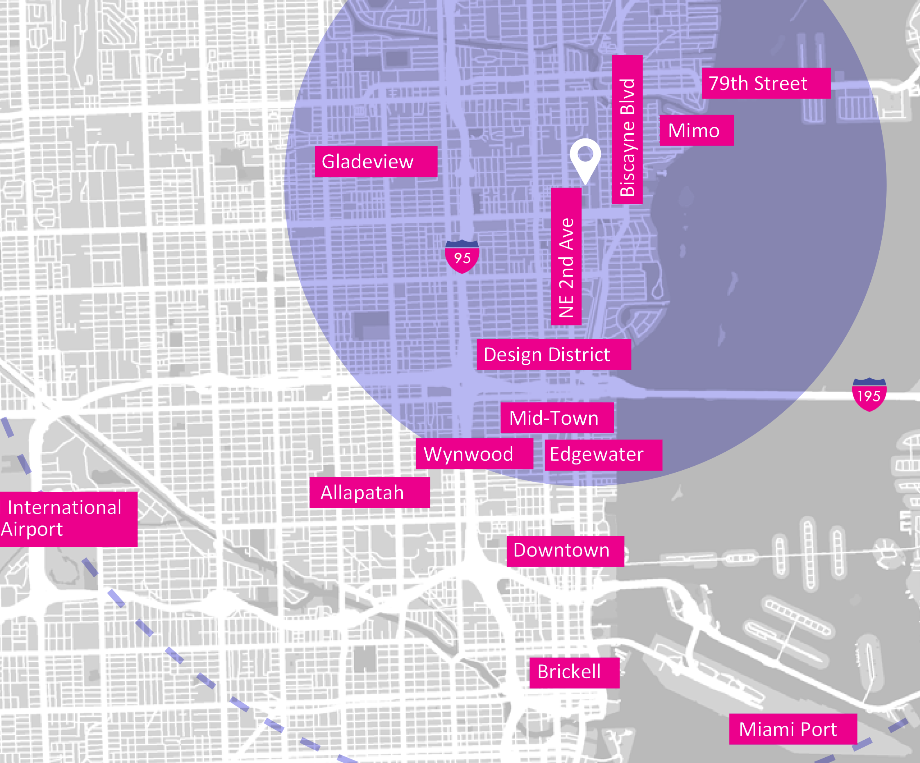 79th Street
Biscayne Blvd
Mimo
Gladeview
NE 2nd Ave
95
Design District
195
Mid-Town
Wynwood
Edgewater
Allapatah
International
Airport
Downtown
Brickell
Miami Port